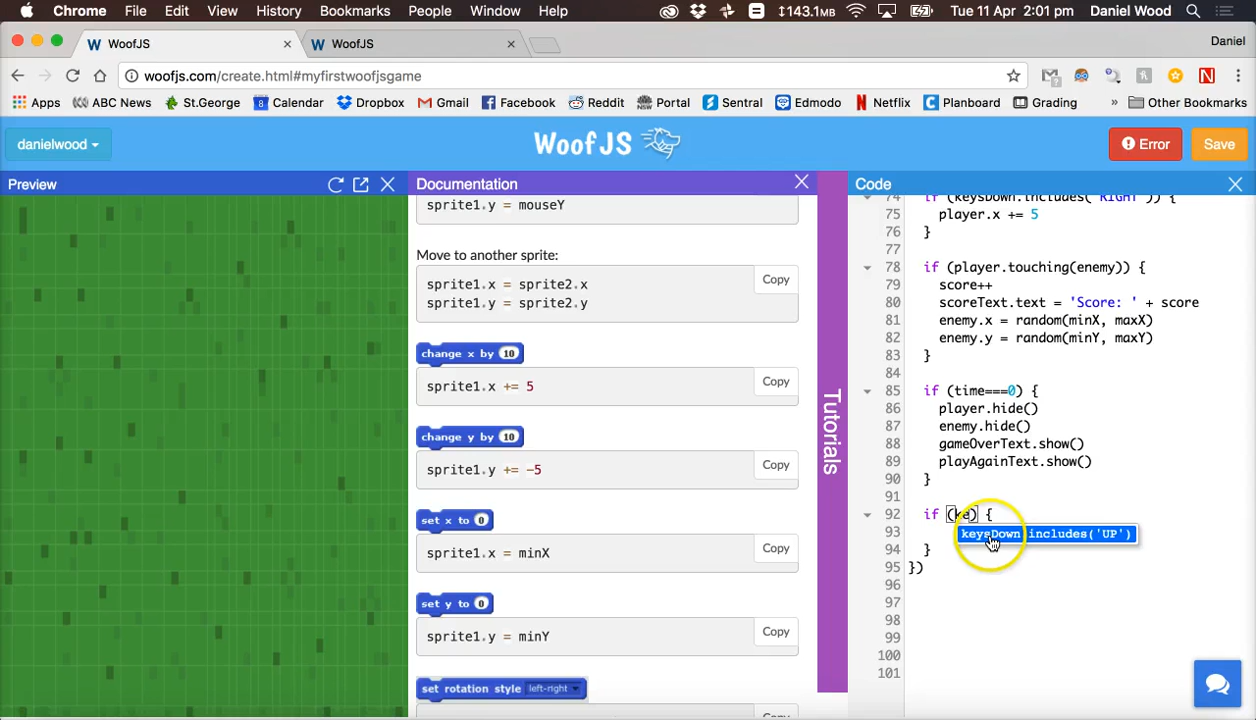 Chrome File Edit View History Bookmarks People Window Help 143.1MB Tue 11 Apr 2:01 pm Daniel Wood
W WoofJS × W WoofJS × Daniel
woofjs.com/create.html#myfirstwoofjsgame
Apps ABC News St.George Calendar Dropbox Gmail Facebook Reddit Portal Sentral Edmodo Netflix Planboard Grading » Other Bookmarks
danielwood WoofJS Error Save
Preview Documentation Code
sprite1.y = mouseY
Move to another sprite:
sprite1.x = sprite2.x
sprite1.y = sprite2.y
Copy
change x by 10
sprite1.x += 5
Copy
change y by 10
sprite1.y += -5
Copy
set x to 0
sprite1.x = minX
Copy
set y to 0
sprite1.y = minY
Copy
set rotation style left-right
Tutorials
74 if (keysDown.includes('RIGHT')) {
75 player.x += 5
76 }
77
78 if (player.touching(enemy)) {
79 score++
80 scoreText.text = 'Score: ' + score
81 enemy.x = random(minX, maxX)
82 enemy.y = random(minY, maxY)
83 }
84
85 if (time===0) {
86 player.hide()
87 enemy.hide()
88 gameOverText.show()
89 playAgainText.show()
90 }
91
92 if (ke) {
93 keysDown.includes('UP')
94 }
95 })
96
97
98
99
100
101